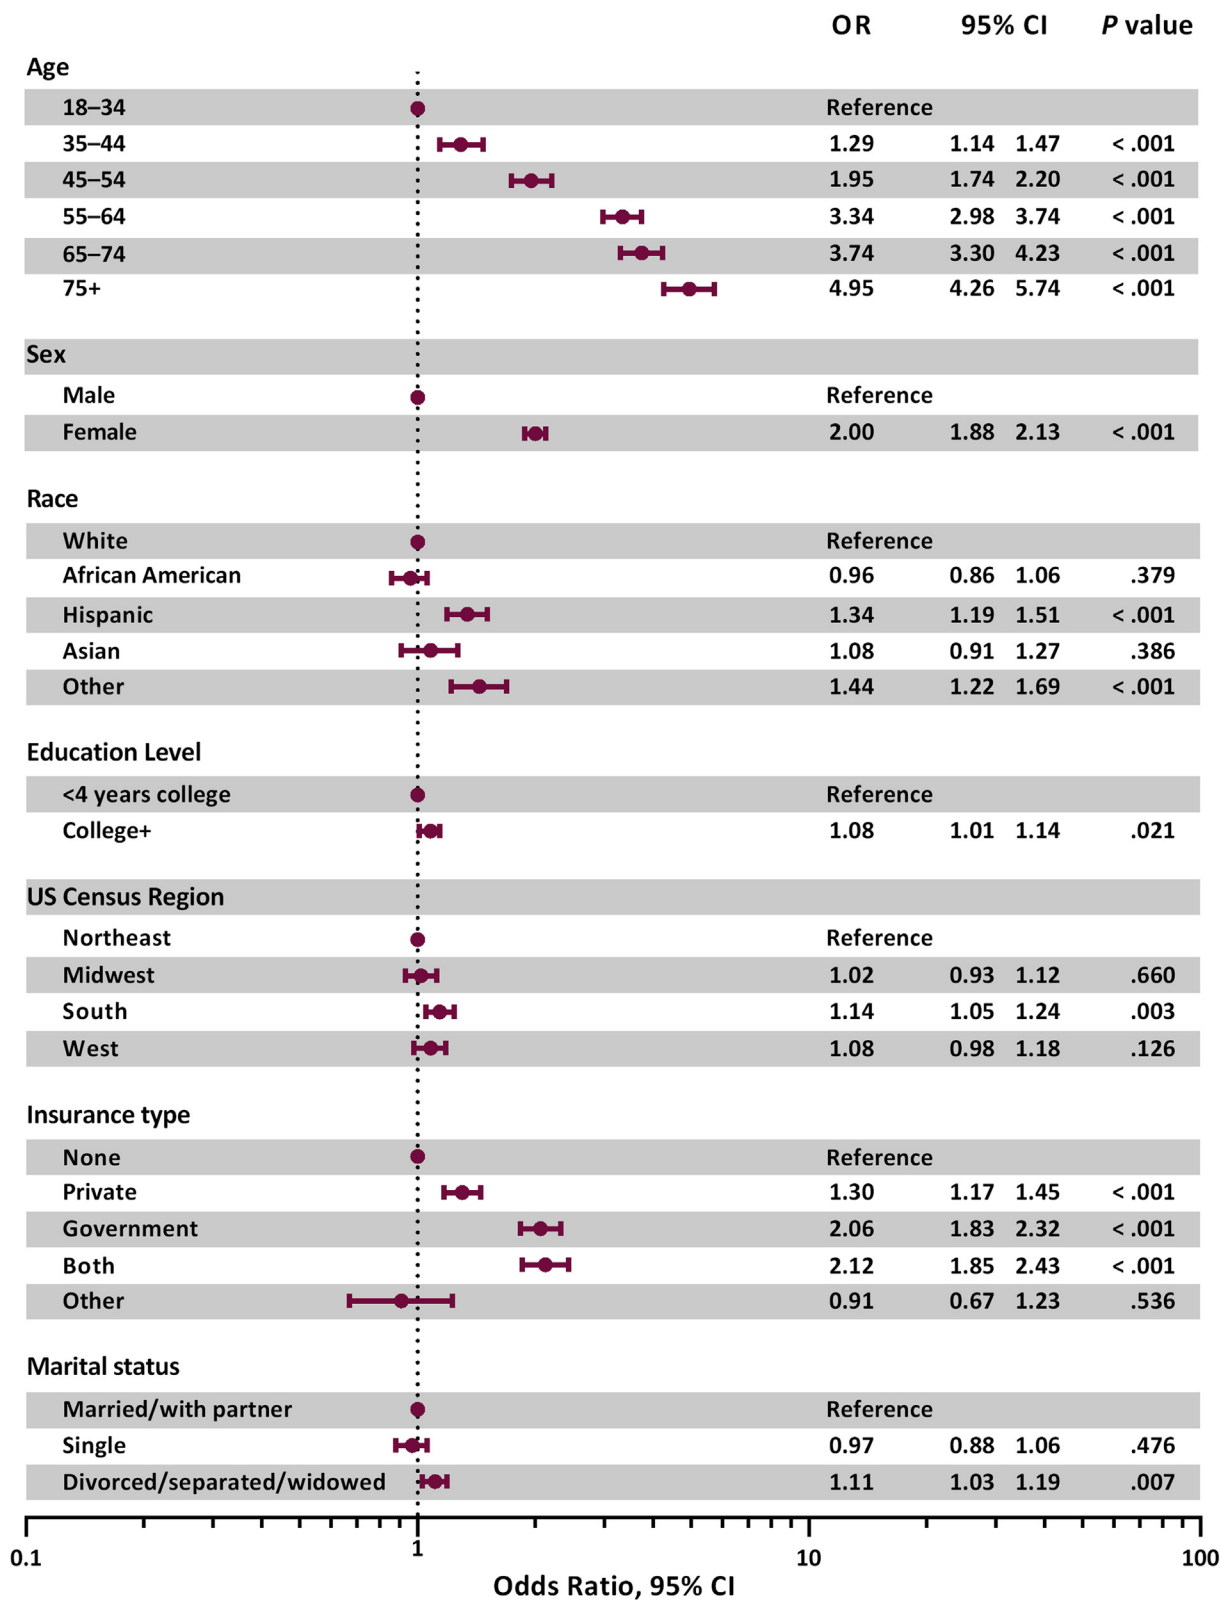 OR 95% CI P value
Age
18–34 Reference
35–44 1.29 1.14 1.47 < .001
45–54 1.95 1.74 2.20 < .001
55–64 3.34 2.98 3.74 < .001
65–74 3.74 3.30 4.23 < .001
75+ 4.95 4.26 5.74 < .001
Sex
Male Reference
Female 2.00 1.88 2.13 < .001
Race
White Reference
African American 0.96 0.86 1.06 .379
Hispanic 1.34 1.19 1.51 < .001
Asian 1.08 0.91 1.27 .386
Other 1.44 1.22 1.69 < .001
Education Level
<4 years college Reference
College+ 1.08 1.01 1.14 .021
US Census Region
Northeast Reference
Midwest 1.02 0.93 1.12 .660
South 1.14 1.05 1.24 .003
West 1.08 0.98 1.18 .126
Insurance type
None Reference
Private 1.30 1.17 1.45 < .001
Government 2.06 1.83 2.32 < .001
Both 2.12 1.85 2.43 < .001
Other 0.91 0.67 1.23 .536
Marital status
Married/with partner Reference
Single 0.97 0.88 1.06 .476
Divorced/separated/widowed 1.11 1.03 1.19 .007
0.1 1 10 100
Odds Ratio, 95% CI